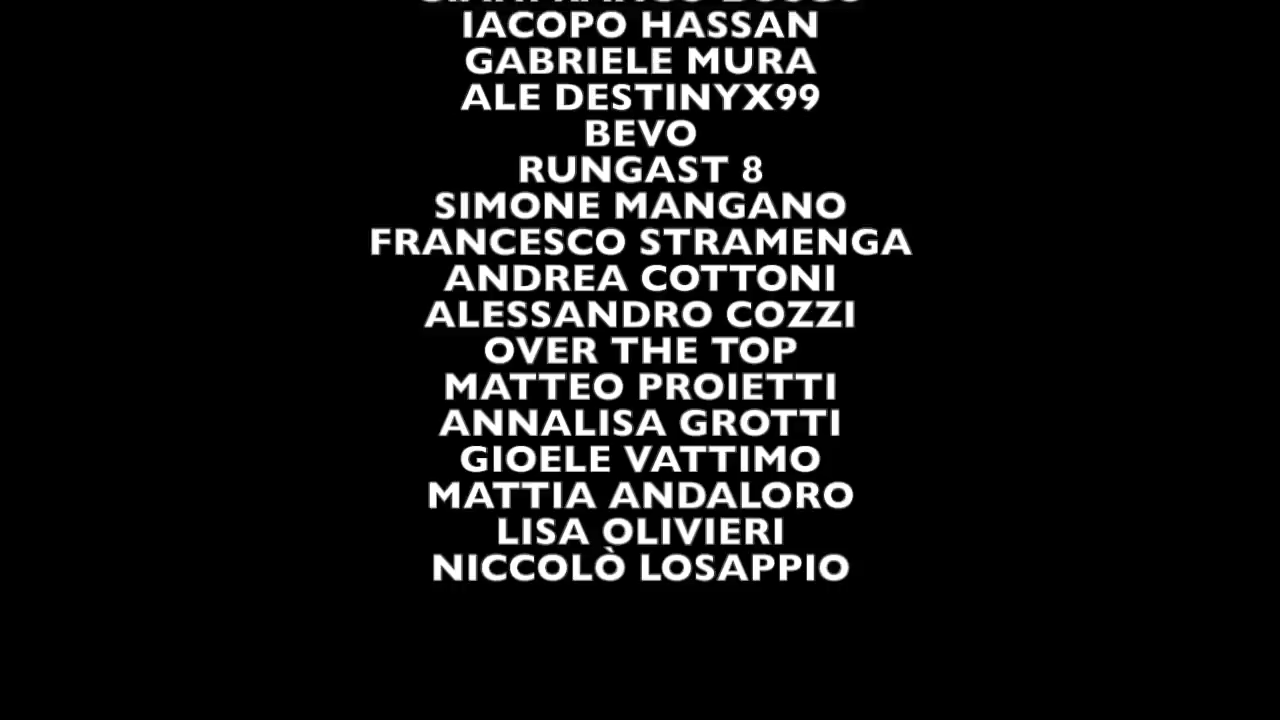 IACOPO HASSAN
GABRIELE MURA
ALE DESTINYX99
BEVO
RUNGAST 8
SIMONE MANGANO
FRANCESCO STRAMENGA
ANDREA COTTONI
ALESSANDRO COZZI
OVER THE TOP
MATTEO PROIETTI
ANNALISA GROTTI
GIOELE VATTIMO
MATTIA ANDALORO
LISA OLIVIERI
NICCOLÒ LOSAPPIO